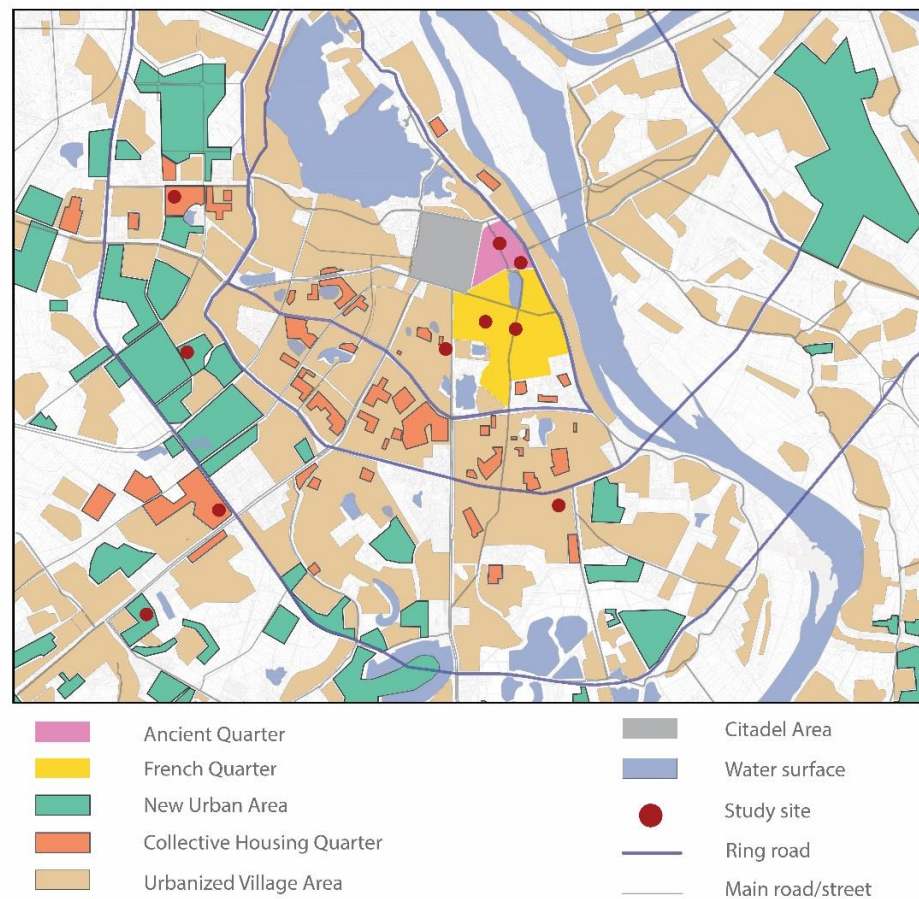 Ancient Quarter
French Quarter
New Urban Area
Collective Housing Quarter
Urbanized Village Area
Citadel Area
Water surface
Study site
Ring road
Main road/street